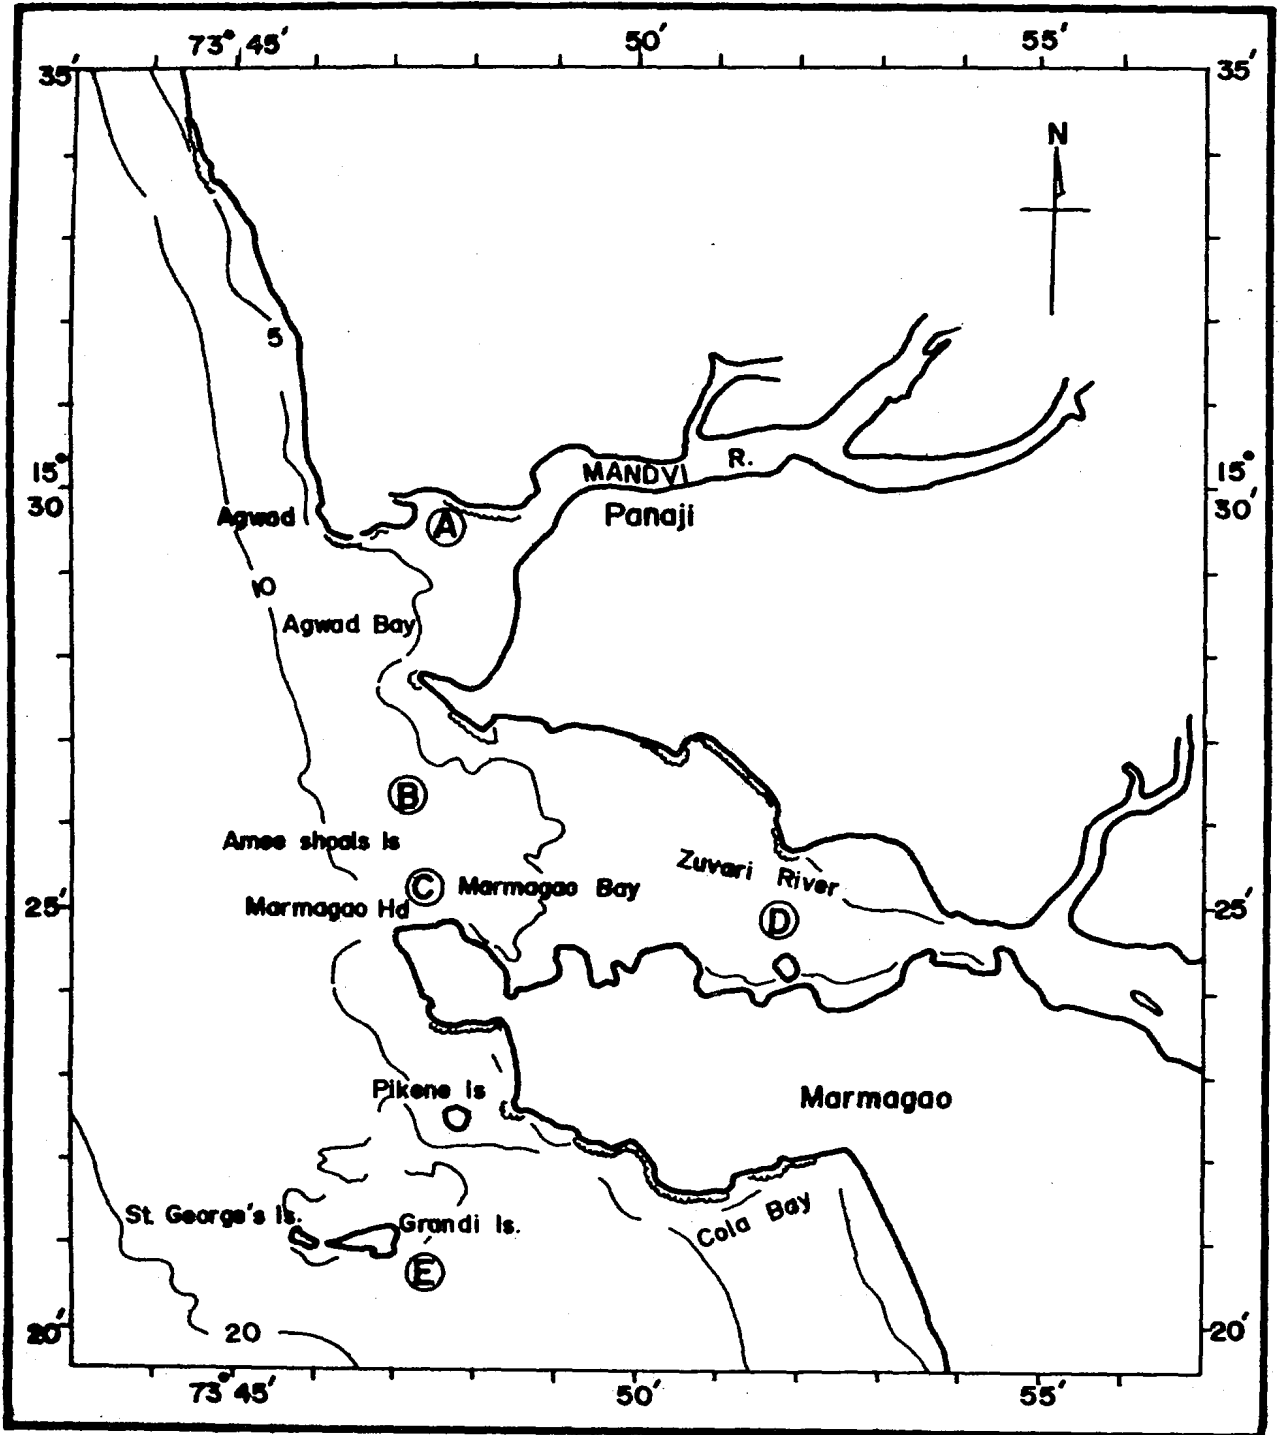 73° 45′ 50′ 55′
35′ 35′
N
5
15° 15°
30 30′
MANDVI R.
Panaji
Agwad
A
10
Agwad Bay
B
Amee shoals Is
Zuvari River
C Marmagao Bay
25′ Marmagao Hd 25′
D
Pikene Is
Marmagao
St. George's Is.
Grandi Is.
Cola Bay
E
20′ 20 20′
73° 45′ 50′ 55′